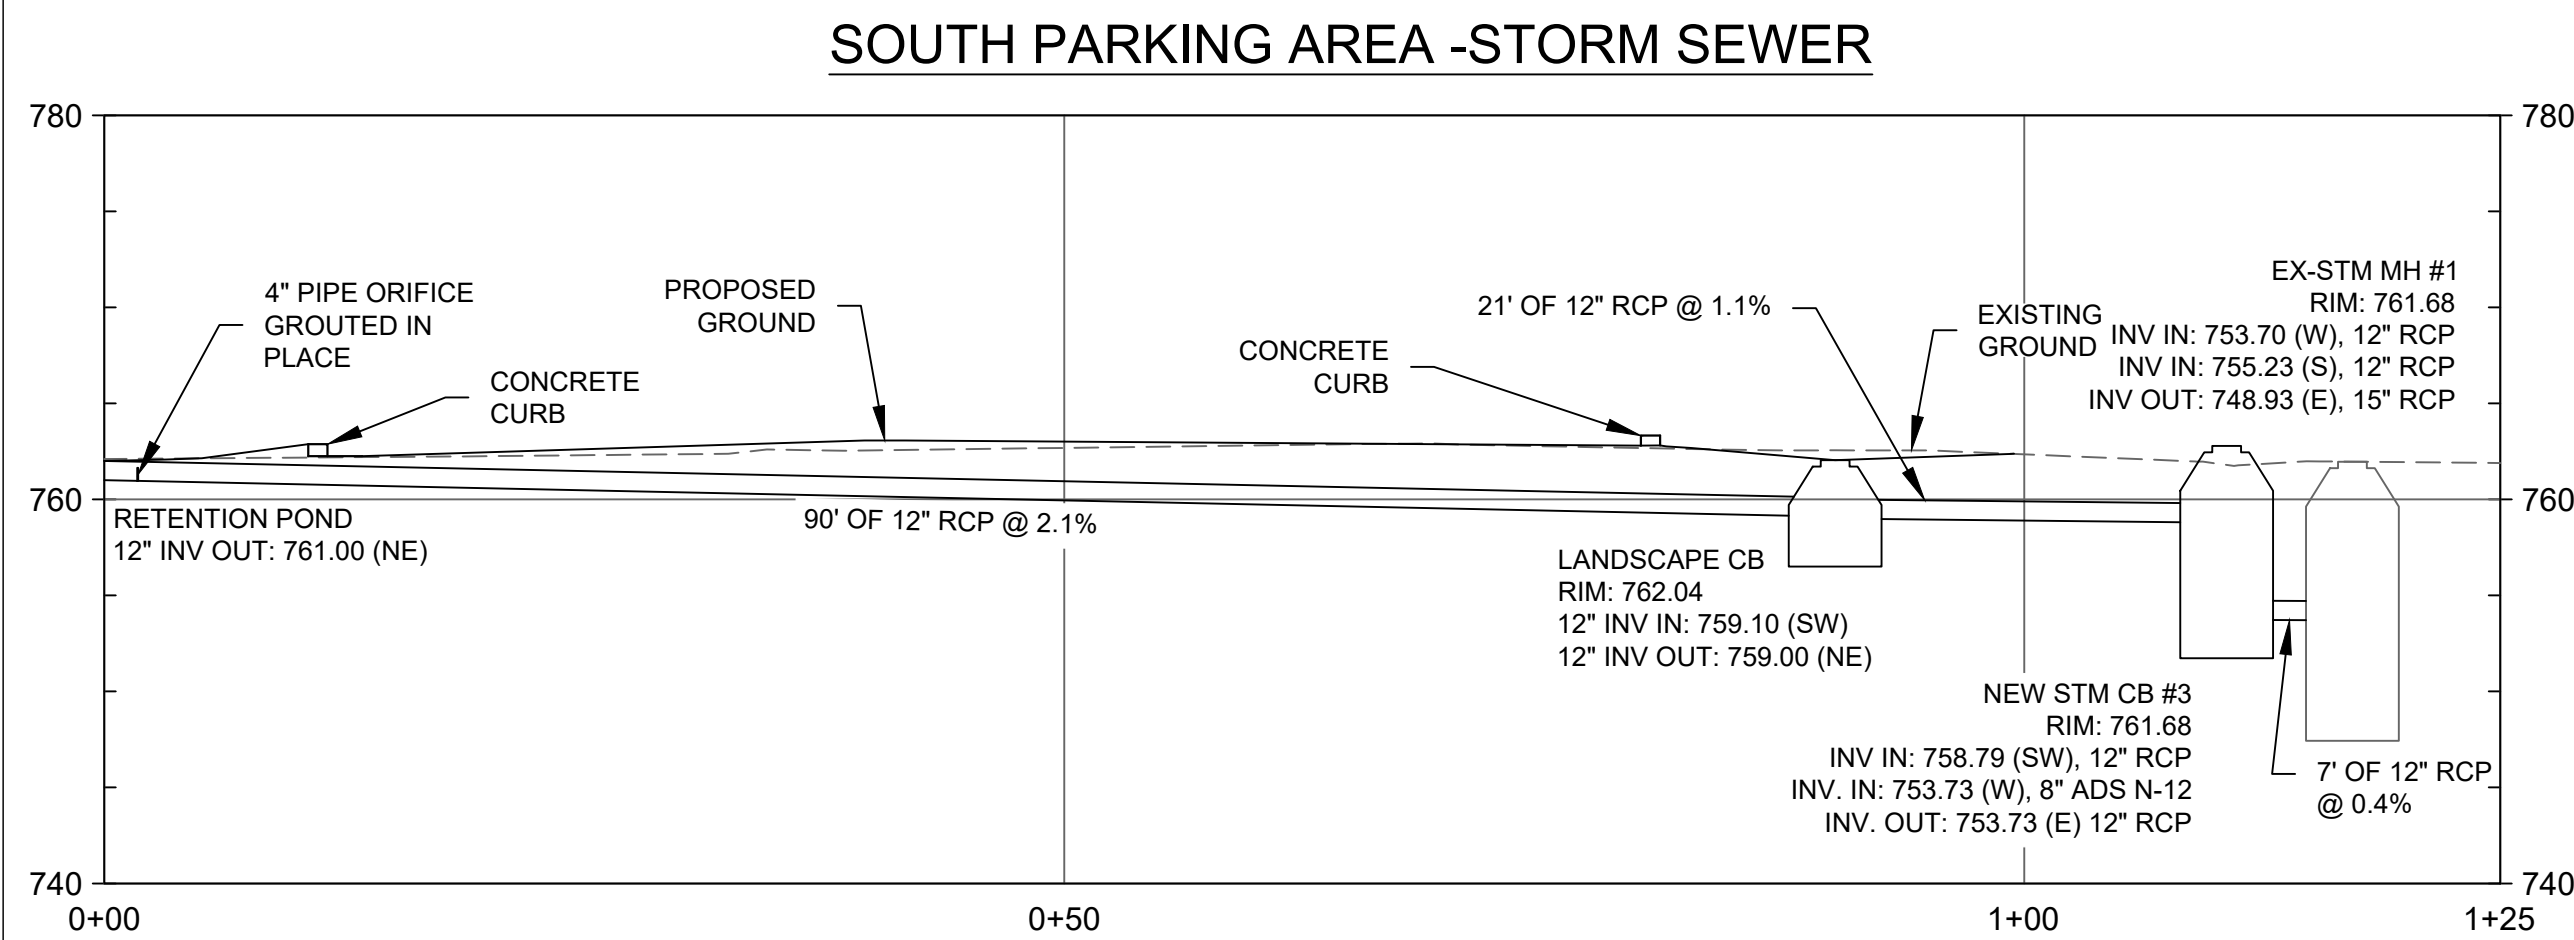 SOUTH PARKING AREA -STORM SEWER
780
780
4" PIPE ORIFICE
GROUTED IN
PLACE
CONCRETE
CURB
PROPOSED
GROUND
CONCRETE
CURB
21' OF 12" RCP @ 1.1%
EXISTING
GROUND
EX-STM MH #1
RIM: 761.68
INV IN: 753.70 (W), 12" RCP
INV IN: 755.23 (S), 12" RCP
INV OUT: 748.93 (E), 15" RCP
760
760
RETENTION POND
12" INV OUT: 761.00 (NE)
90' OF 12" RCP @ 2.1%
LANDSCAPE CB
RIM: 762.04
12" INV IN: 759.10 (SW)
12" INV OUT: 759.00 (NE)
NEW STM CB #3
RIM: 761.68
INV IN: 758.79 (SW), 12" RCP
INV. IN: 753.73 (W), 8" ADS N-12
INV. OUT: 753.73 (E) 12" RCP
7' OF 12" RCP
@ 0.4%
740
740
0+00
0+50
1+00
1+25